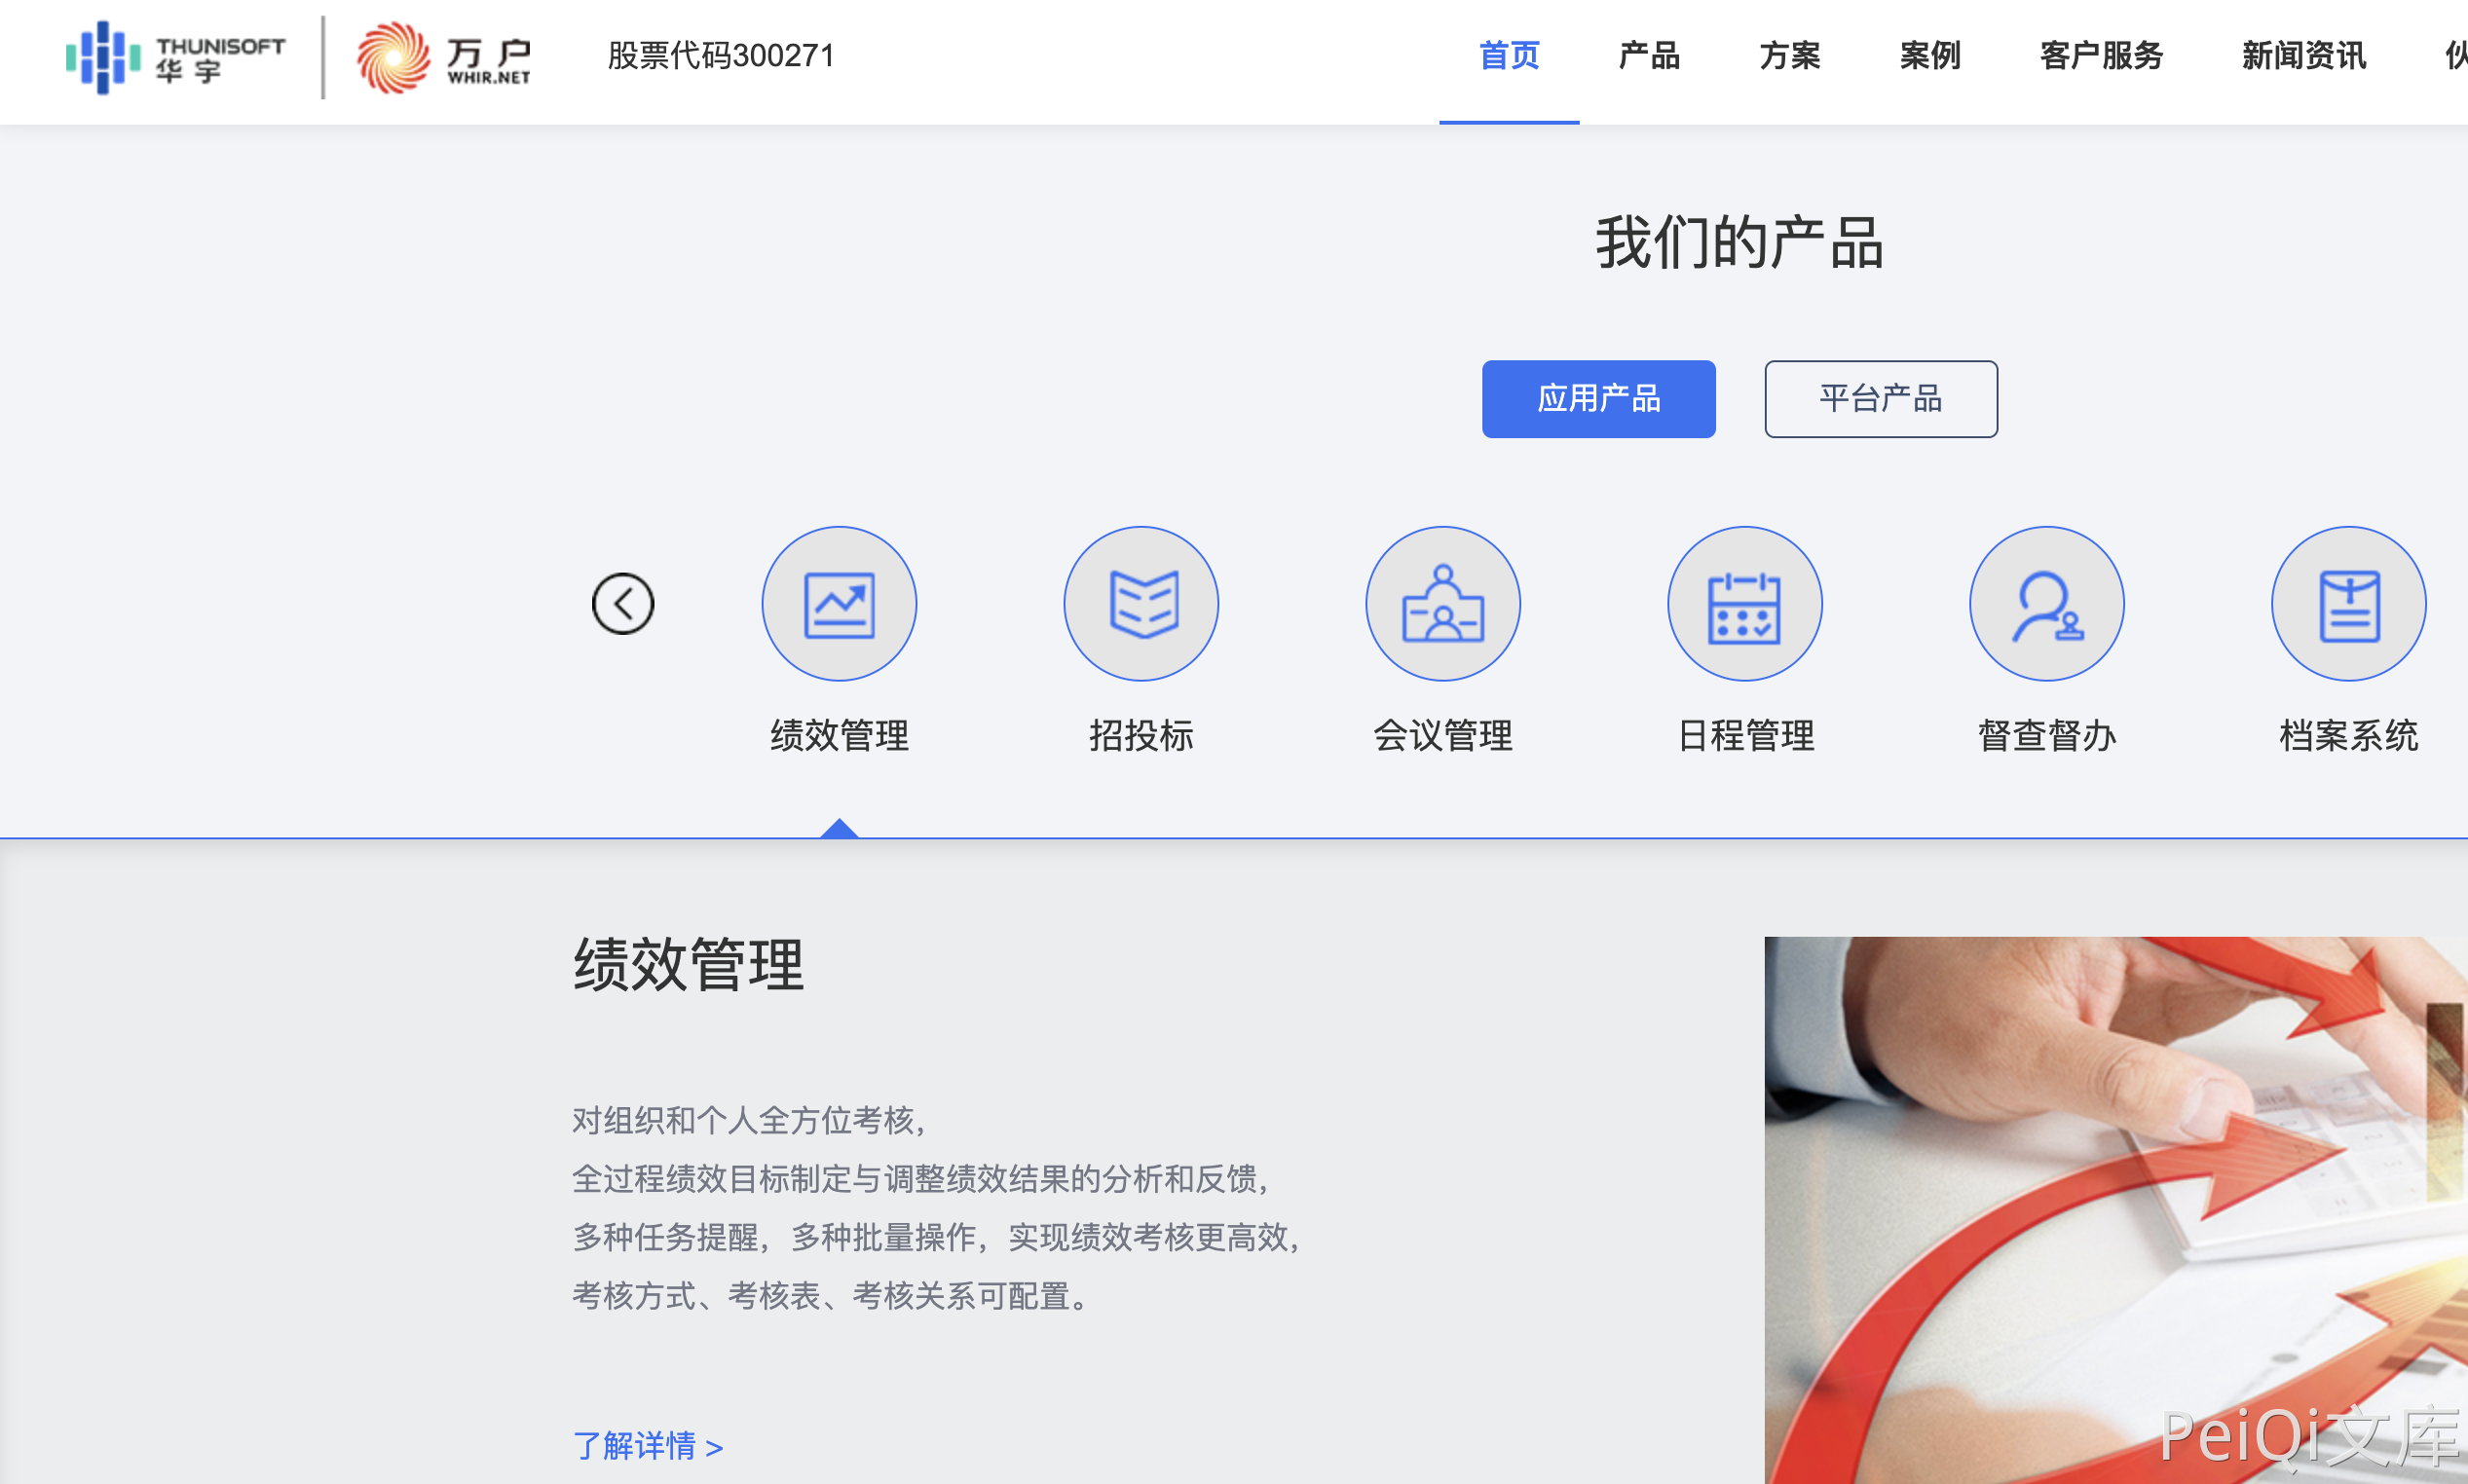 THUNISOFT
华宇
万户
WHIR.NET
股票代码300271
首页 产品 方案 案例 客户服务 新闻资讯
我们的产品
应用产品 平台产品
绩效管理 招投标 会议管理 日程管理 督查督办 档案系统
绩效管理
对组织和个人全方位考核，
全过程绩效目标制定与调整绩效结果的分析和反馈，
多种任务提醒，多种批量操作，实现绩效考核更高效，
考核方式、考核表、考核关系可配置。
了解详情 >
PeiQi文库